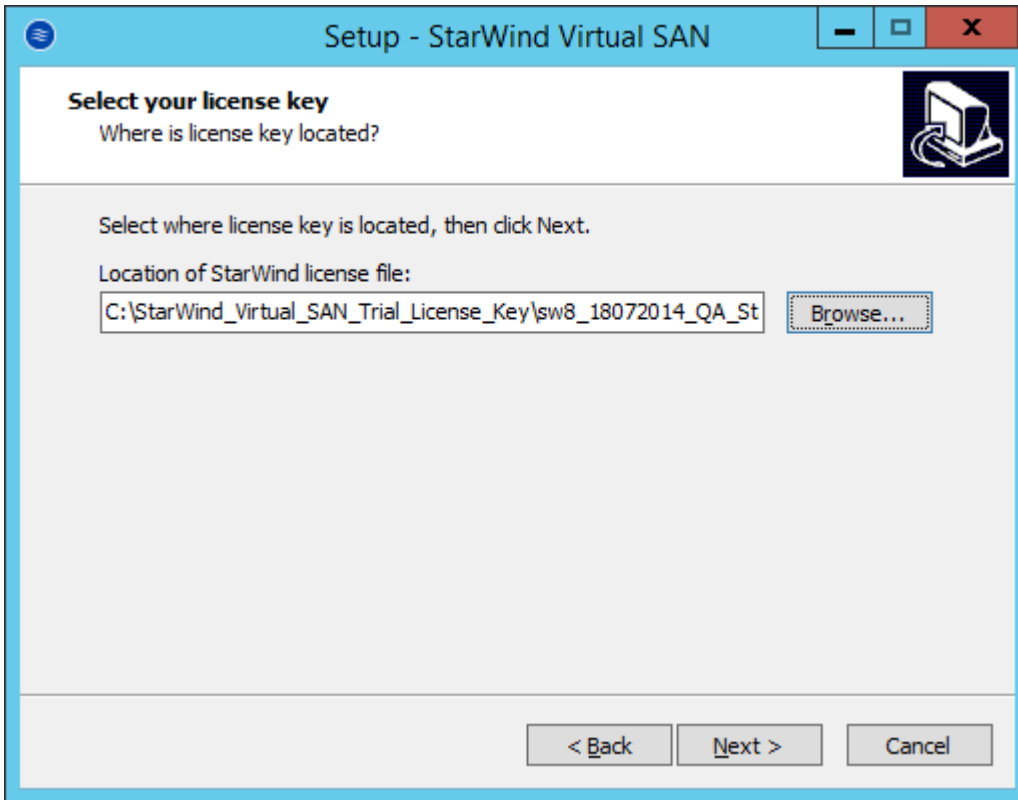 Setup - StarWind Virtual SAN
Select your license key
Where is license key located?
Select where license key is located, then click Next.
Location of StarWind license file:
C:\StarWind_Virtual_SAN_Trial_License_Key\sw8_18072014_QA_St
Browse...
< Back Next > Cancel